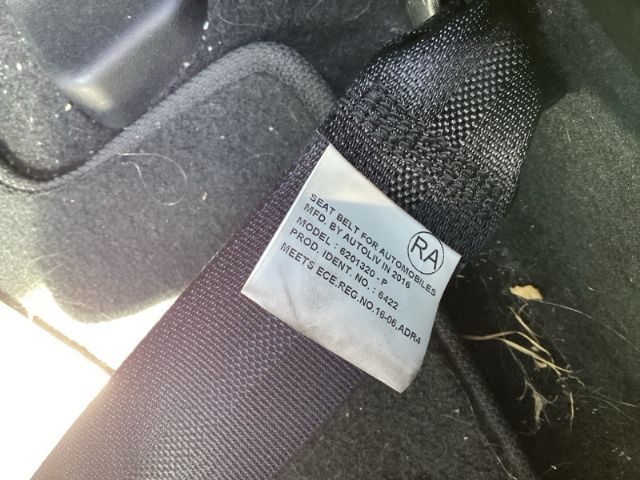 SEAT BELT FOR AUTOMOBILES
MFD. BY AUTOLIV IN 2016
MODEL : 6201320 - P
PROD. IDENT. NO. : 6422
MEETS ECE.REG.NO.16-06,ADR4
RA